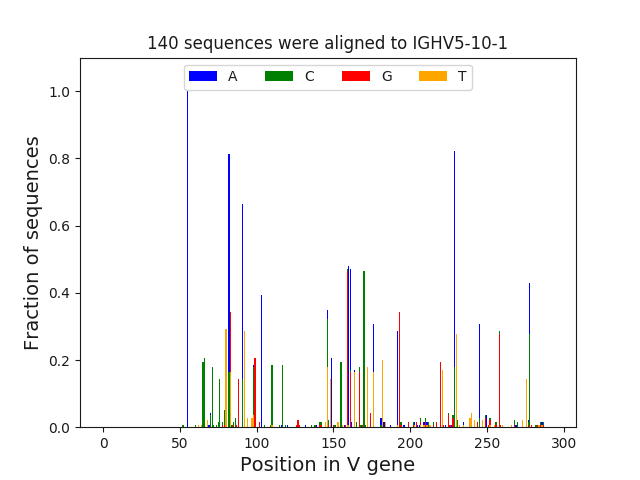 140 sequences were aligned to IGHV5-10-1
A C G T
1.0
0.8
0.6
0.4
0.2
0.0
Fraction of sequences
0 50 100 150 200 250 300
Position in V gene